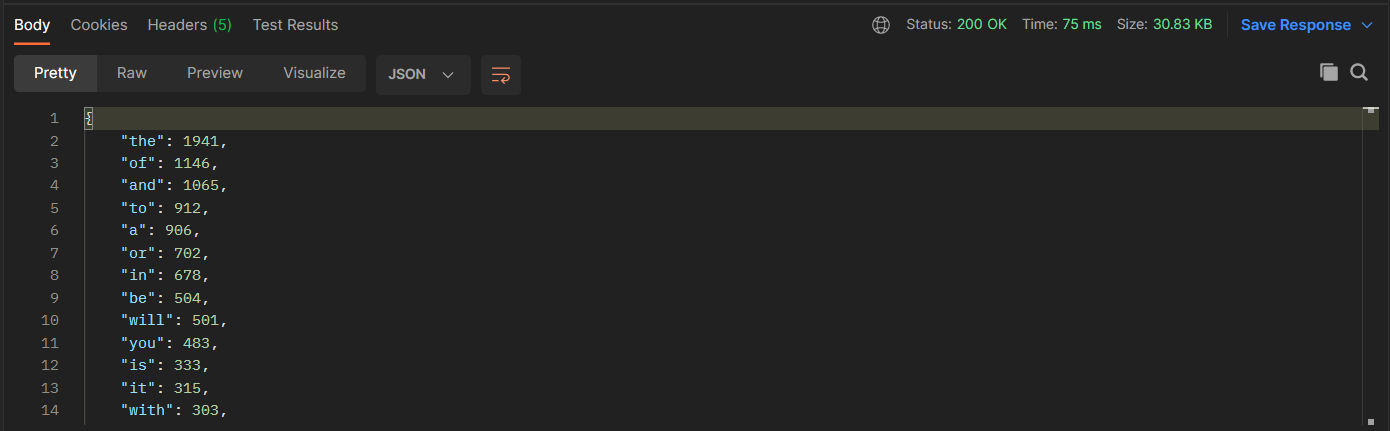 Body Cookies Headers (5) Test Results Status: 200 OK Time: 75 ms Size: 30.83 KB Save Response
Pretty Raw Preview Visualize JSON
1 {
2 "the": 1941,
3 "of": 1146,
4 "and": 1065,
5 "to": 912,
6 "a": 906,
7 "or": 702,
8 "in": 678,
9 "be": 504,
10 "will": 501,
11 "you": 483,
12 "is": 333,
13 "it": 315,
14 "with": 303,